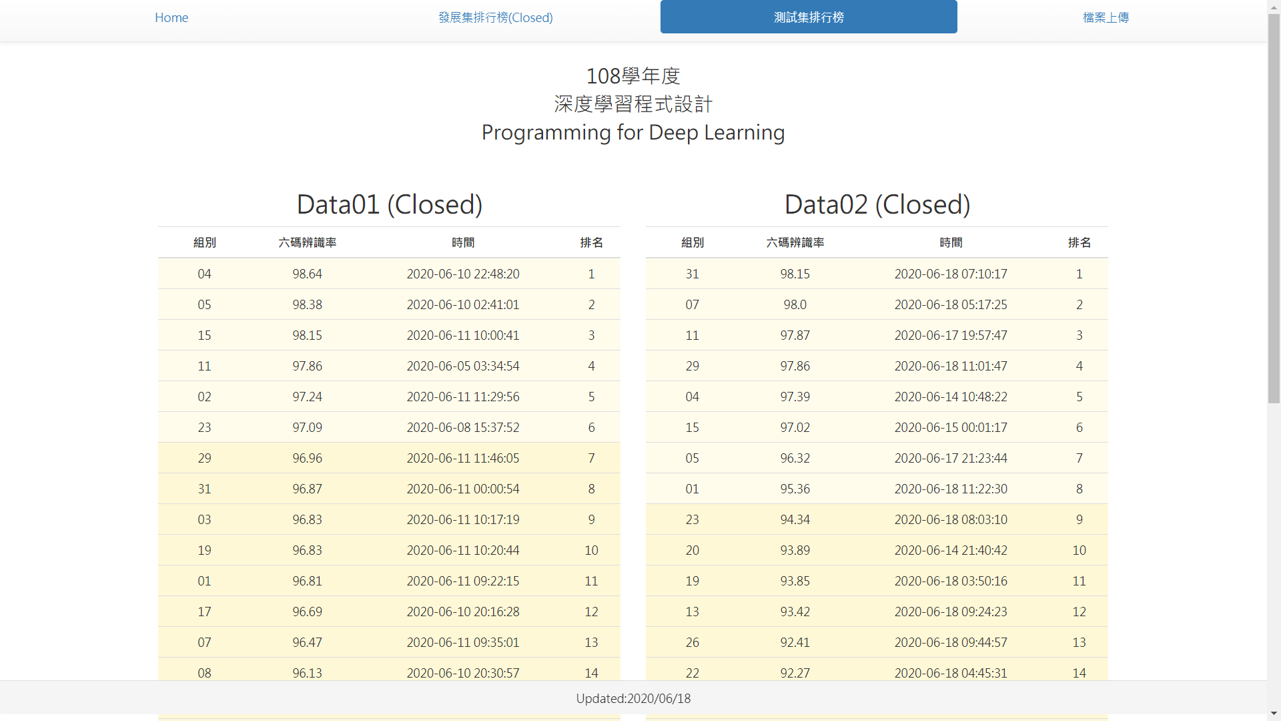 Home 發展集排行榜(Closed) 測試集排行榜 檔案上傳
108學年度
深度學習程式設計
Programming for Deep Learning
Data01 (Closed)
組別 六碼辨識率 時間 排名
04 98.64 2020-06-10 22:48:20 1
05 98.38 2020-06-10 02:41:01 2
15 98.15 2020-06-11 10:00:41 3
11 97.86 2020-06-05 03:34:54 4
02 97.24 2020-06-11 11:29:56 5
23 97.09 2020-06-08 15:37:52 6
29 96.96 2020-06-11 11:46:05 7
31 96.87 2020-06-11 00:00:54 8
03 96.83 2020-06-11 10:17:19 9
19 96.83 2020-06-11 10:20:44 10
01 96.81 2020-06-11 09:22:15 11
17 96.69 2020-06-10 20:16:28 12
07 96.47 2020-06-11 09:35:01 13
08 96.13 2020-06-10 20:30:57 14
Data02 (Closed)
組別 六碼辨識率 時間 排名
31 98.15 2020-06-18 07:10:17 1
07 98.0 2020-06-18 05:17:25 2
11 97.87 2020-06-17 19:57:47 3
29 97.86 2020-06-18 11:01:47 4
04 97.39 2020-06-14 10:48:22 5
15 97.02 2020-06-15 00:01:17 6
05 96.32 2020-06-17 21:23:44 7
01 95.36 2020-06-18 11:22:30 8
23 94.34 2020-06-18 08:03:10 9
20 93.89 2020-06-14 21:40:42 10
19 93.85 2020-06-18 03:50:16 11
13 93.42 2020-06-18 09:24:23 12
26 92.41 2020-06-18 09:44:57 13
22 92.27 2020-06-18 04:45:31 14
Updated:2020/06/18